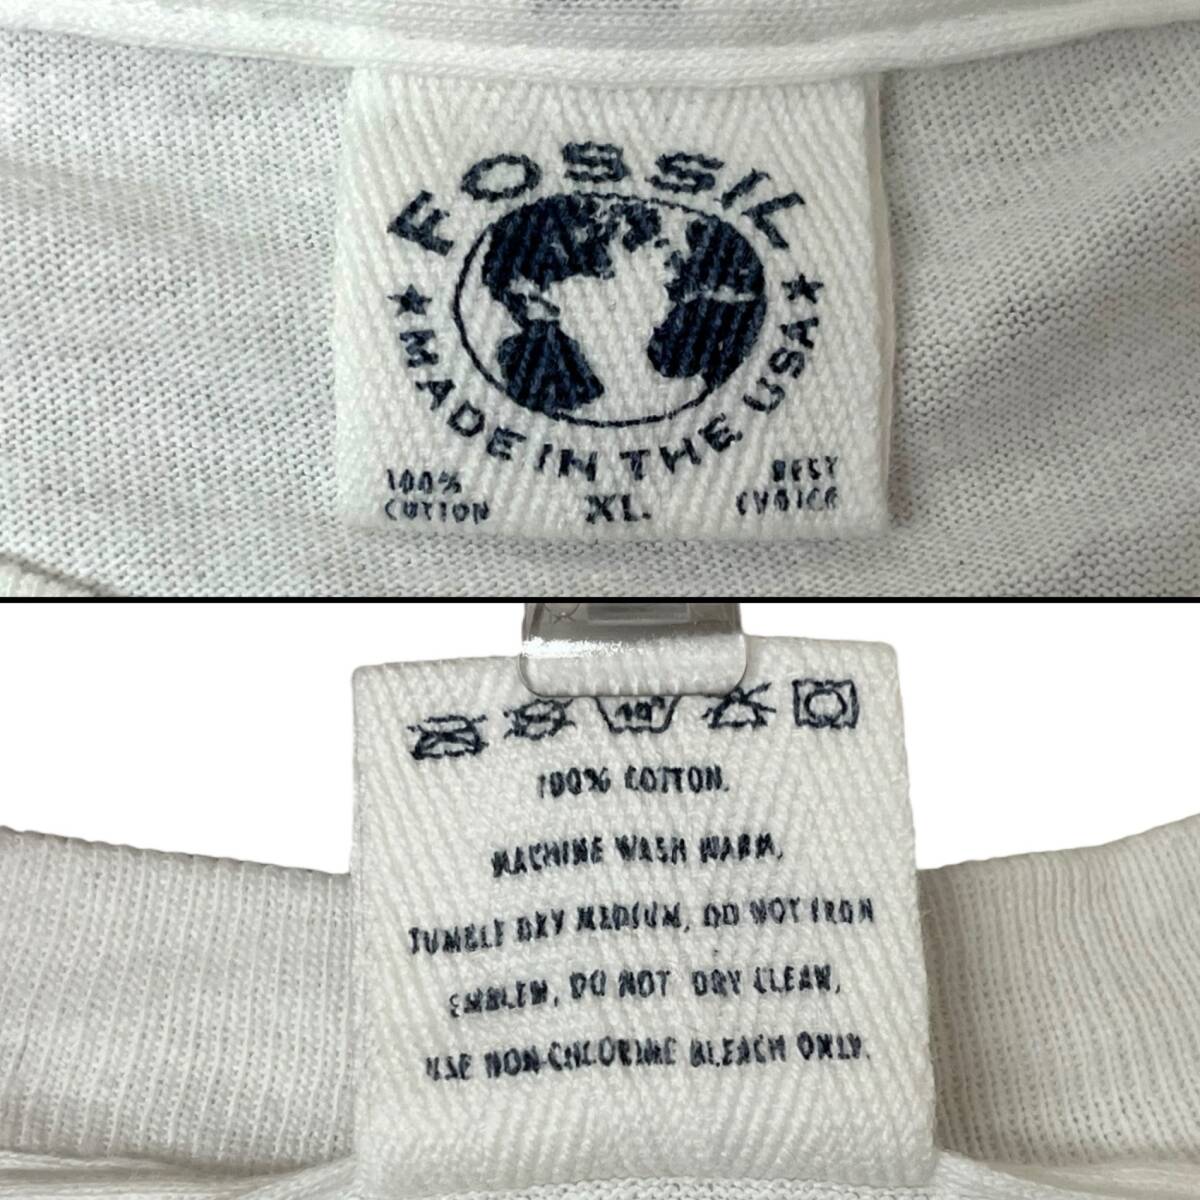 FOSSIL
★ MADE IN THE USA ★
100% COTTON
XL.
BEST CHOICE
40°
100% COTTON.
MACHINE WASH WARM,
TUMBLE DRY MEDIUM, DO NOT IRON
EMBLEM, DO NOT DRY CLEAN,
USE NON-CHLORINE BLEACH ONLY.